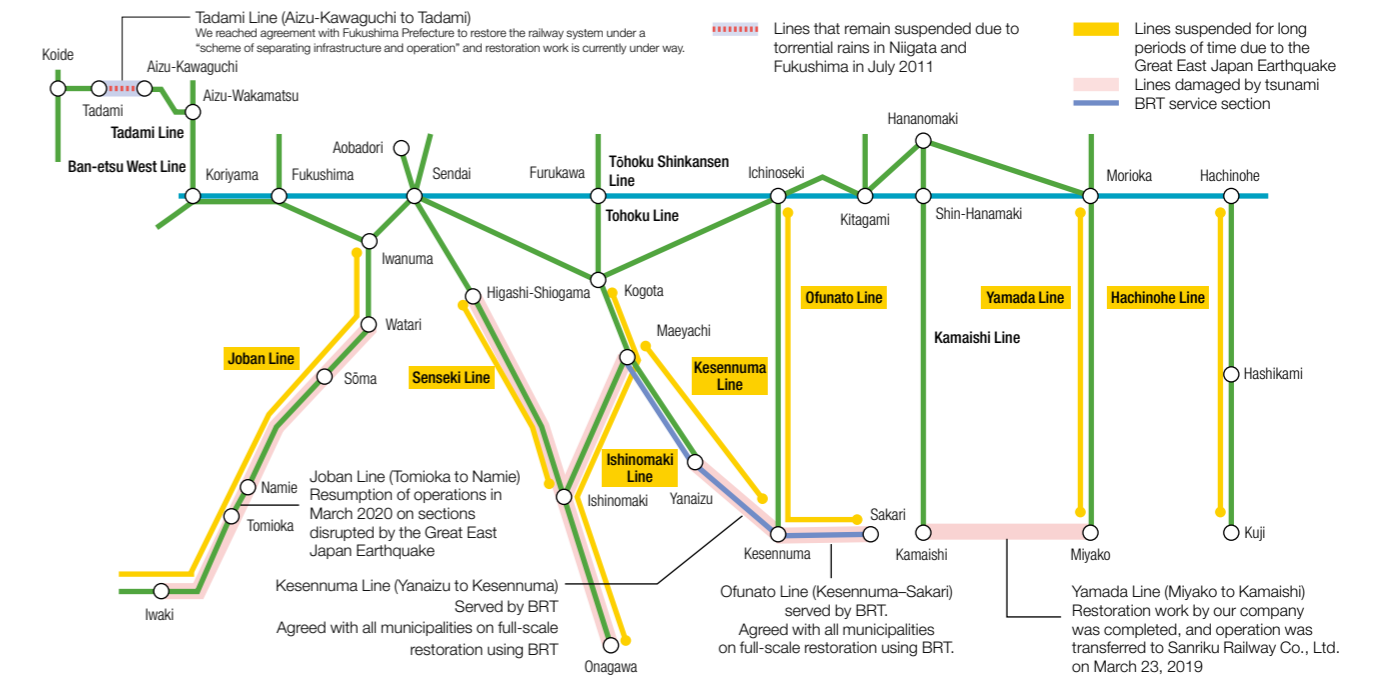 Tadami Line (Aizu-Kawaguchi to Tadami)
We reached agreement with Fukushima Prefecture to restore the railway system under a
“scheme of separating infrastructure and operation” and restoration work is currently under way.
Lines that remain suspended due to
torrential rains in Niigata and
Fukushima in July 2011
Lines suspended for long
periods of time due to the
Great East Japan Earthquake
Lines damaged by tsunami
BRT service section
Koide
Aizu-Kawaguchi
Tadami
Aizu-Wakamatsu
Tadami Line
Ban-etsu West Line
Koriyama
Fukushima
Aobadori
Sendai
Furukawa
Tōhoku Shinkansen
Line
Tohoku Line
Ichinoseki
Hananomaki
Kitagami
Shin-Hanamaki
Morioka
Hachinohe
Iwanuma
Higashi-Shiogama
Kogota
Maeyachi
Watari
Joban Line
Sōma
Senseki Line
Kesennuma
Line
Ofunato Line
Yamada Line
Hachinohe Line
Kamaishi Line
Hashikami
Ishinomaki
Line
Ishinomaki
Yanaizu
Namie
Tomioka
Joban Line (Tomioka to Namie)
Resumption of operations in
March 2020 on sections
disrupted by the Great East
Japan Earthquake
Iwaki
Kesennuma
Sakari
Kamaishi
Miyako
Kuji
Kesennuma Line (Yanaizu to Kesennuma)
Served by BRT
Agreed with all municipalities on full-scale
restoration using BRT
Onagawa
Ofunato Line (Kesennuma–Sakari)
served by BRT.
Agreed with all municipalities
on full-scale restoration using BRT.
Yamada Line (Miyako to Kamaishi)
Restoration work by our company
was completed, and operation was
transferred to Sanriku Railway Co., Ltd.
on March 23, 2019